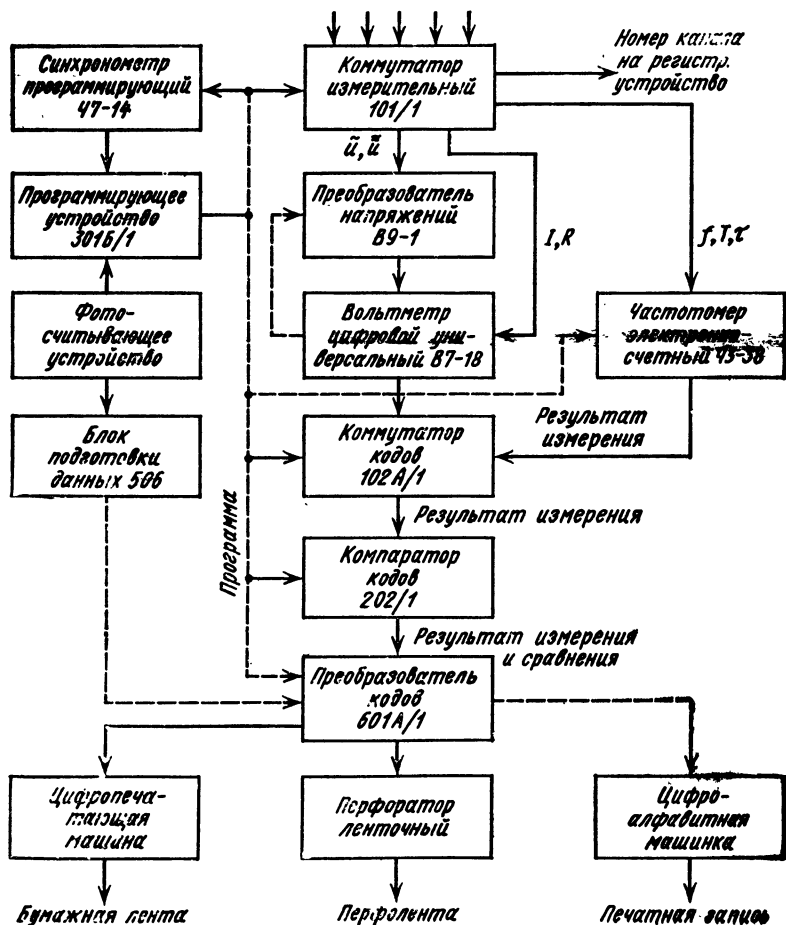 Синхронометр
программирующий
Ч7-14
Коммутатор
измерительный
101/1
Номер канала
на регистр.
устройство
ũ, ū̃
Программирующее
устройство
301Б/1
Преобразователь
напряжений
В9-1
I,R
f,T,τ
Фото-
считывающее
устройство
Вольтметр
цифровой уни-
версальный В7-18
Частотомер
электронно-
счетный Ч3-38
Блок
подготовки
данных 506
Коммутатор
кодов
102А/1
Результат
измерения
Результат измерения
Программа
Компаратор
кодов
202/1
Результат измерения
и сравнения
Преобразователь
кодов
601А/1
Цифропеча-
тающая
машина
Перфоратор
ленточный
Цифро-
алфавитная
машинка
Бумажная лента
Перфолента
Печатная запись